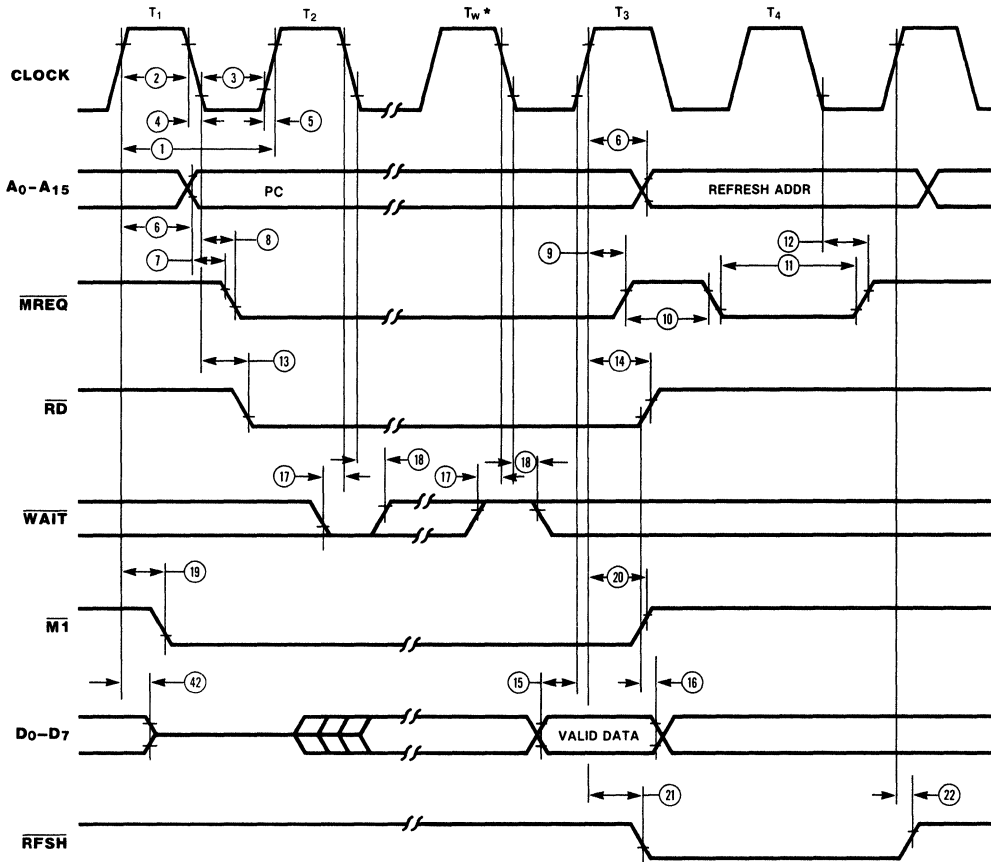 T1 T2 Tw* T3 T4
CLOCK
2 3
4 5
1 6
A0–A15 PC REFRESH ADDR
6 8 12
7 9 11
MREQ
10
13 14
RD
17 18 17 18
WAIT
19 20
M1
42 15 16
D0–D7 VALID DATA
21 22
RFSH